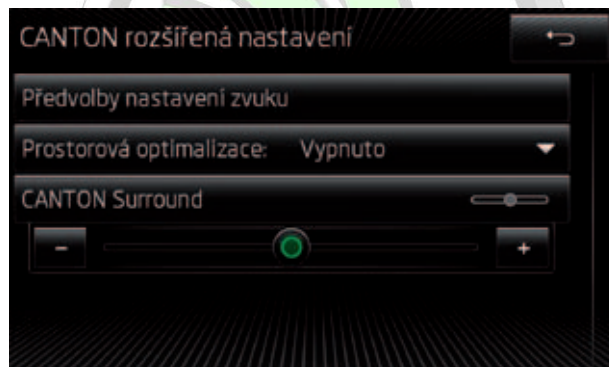 CANTON rozšířená nastavení
Předvolby nastavení zvuku
Prostorová optimalizace: Vypnuto
CANTON Surround
- +